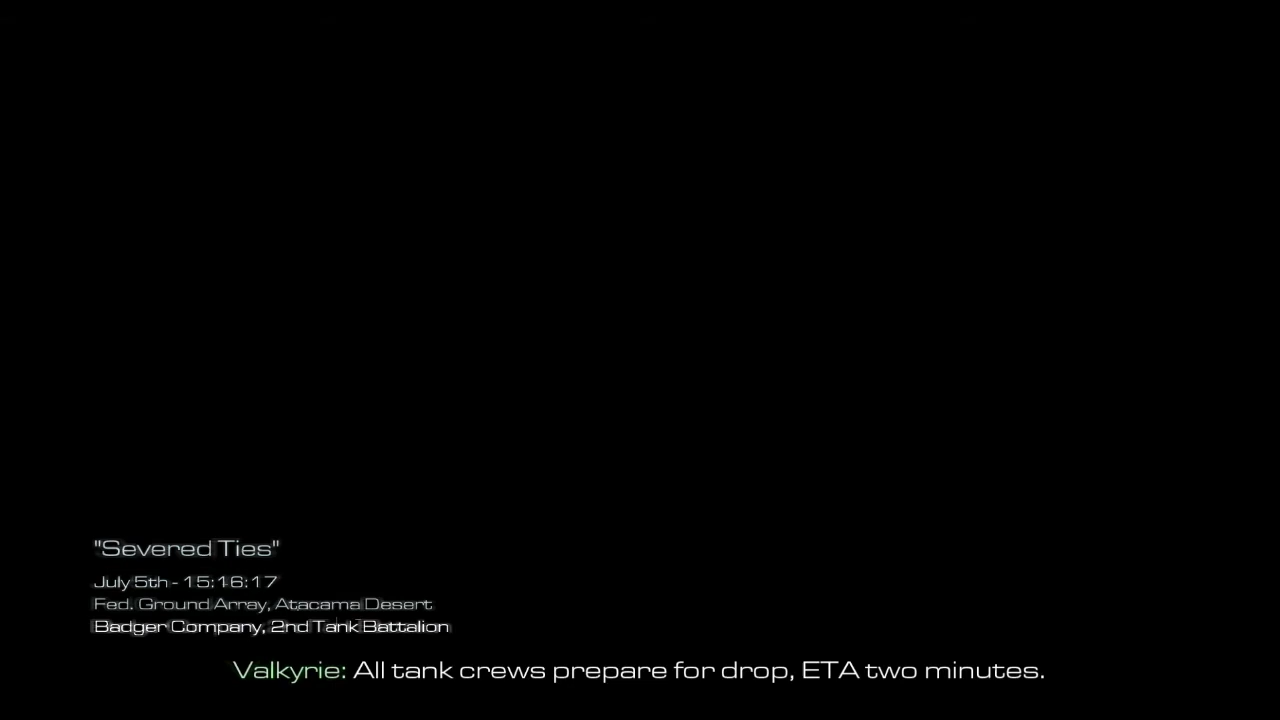 "Severed Ties"
July 5th - 15:16:17
Fed. Ground Array, Atacama Desert
Badger Company, 2nd Tank Battalion
Valkyrie: All tank crews prepare for drop, ETA two minutes.